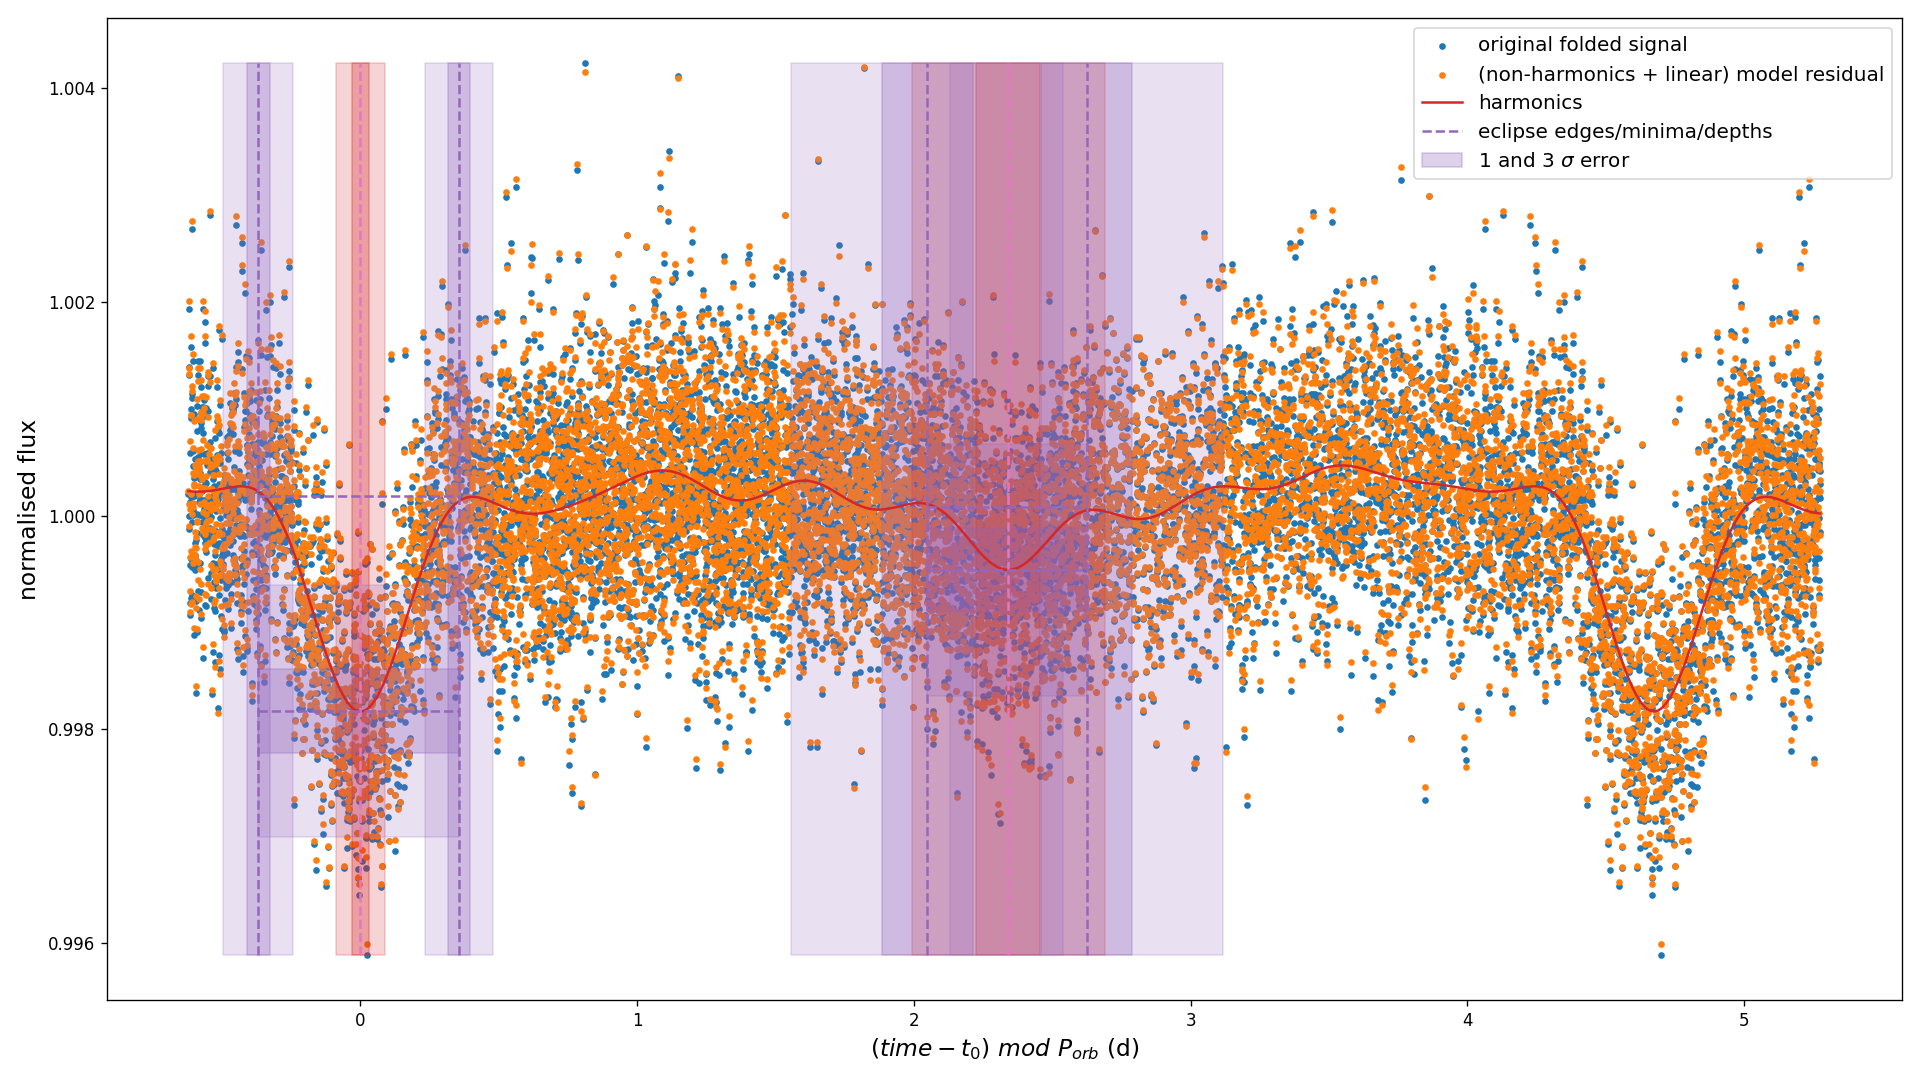 original folded signal
(non-harmonics + linear) model residual
harmonics
eclipse edges/minima/depths
1 and 3 σ error
normalised flux
1.004
1.002
1.000
0.998
0.996
0
1
2
3
4
5
(time − t₀) mod Pₒᵣb (d)